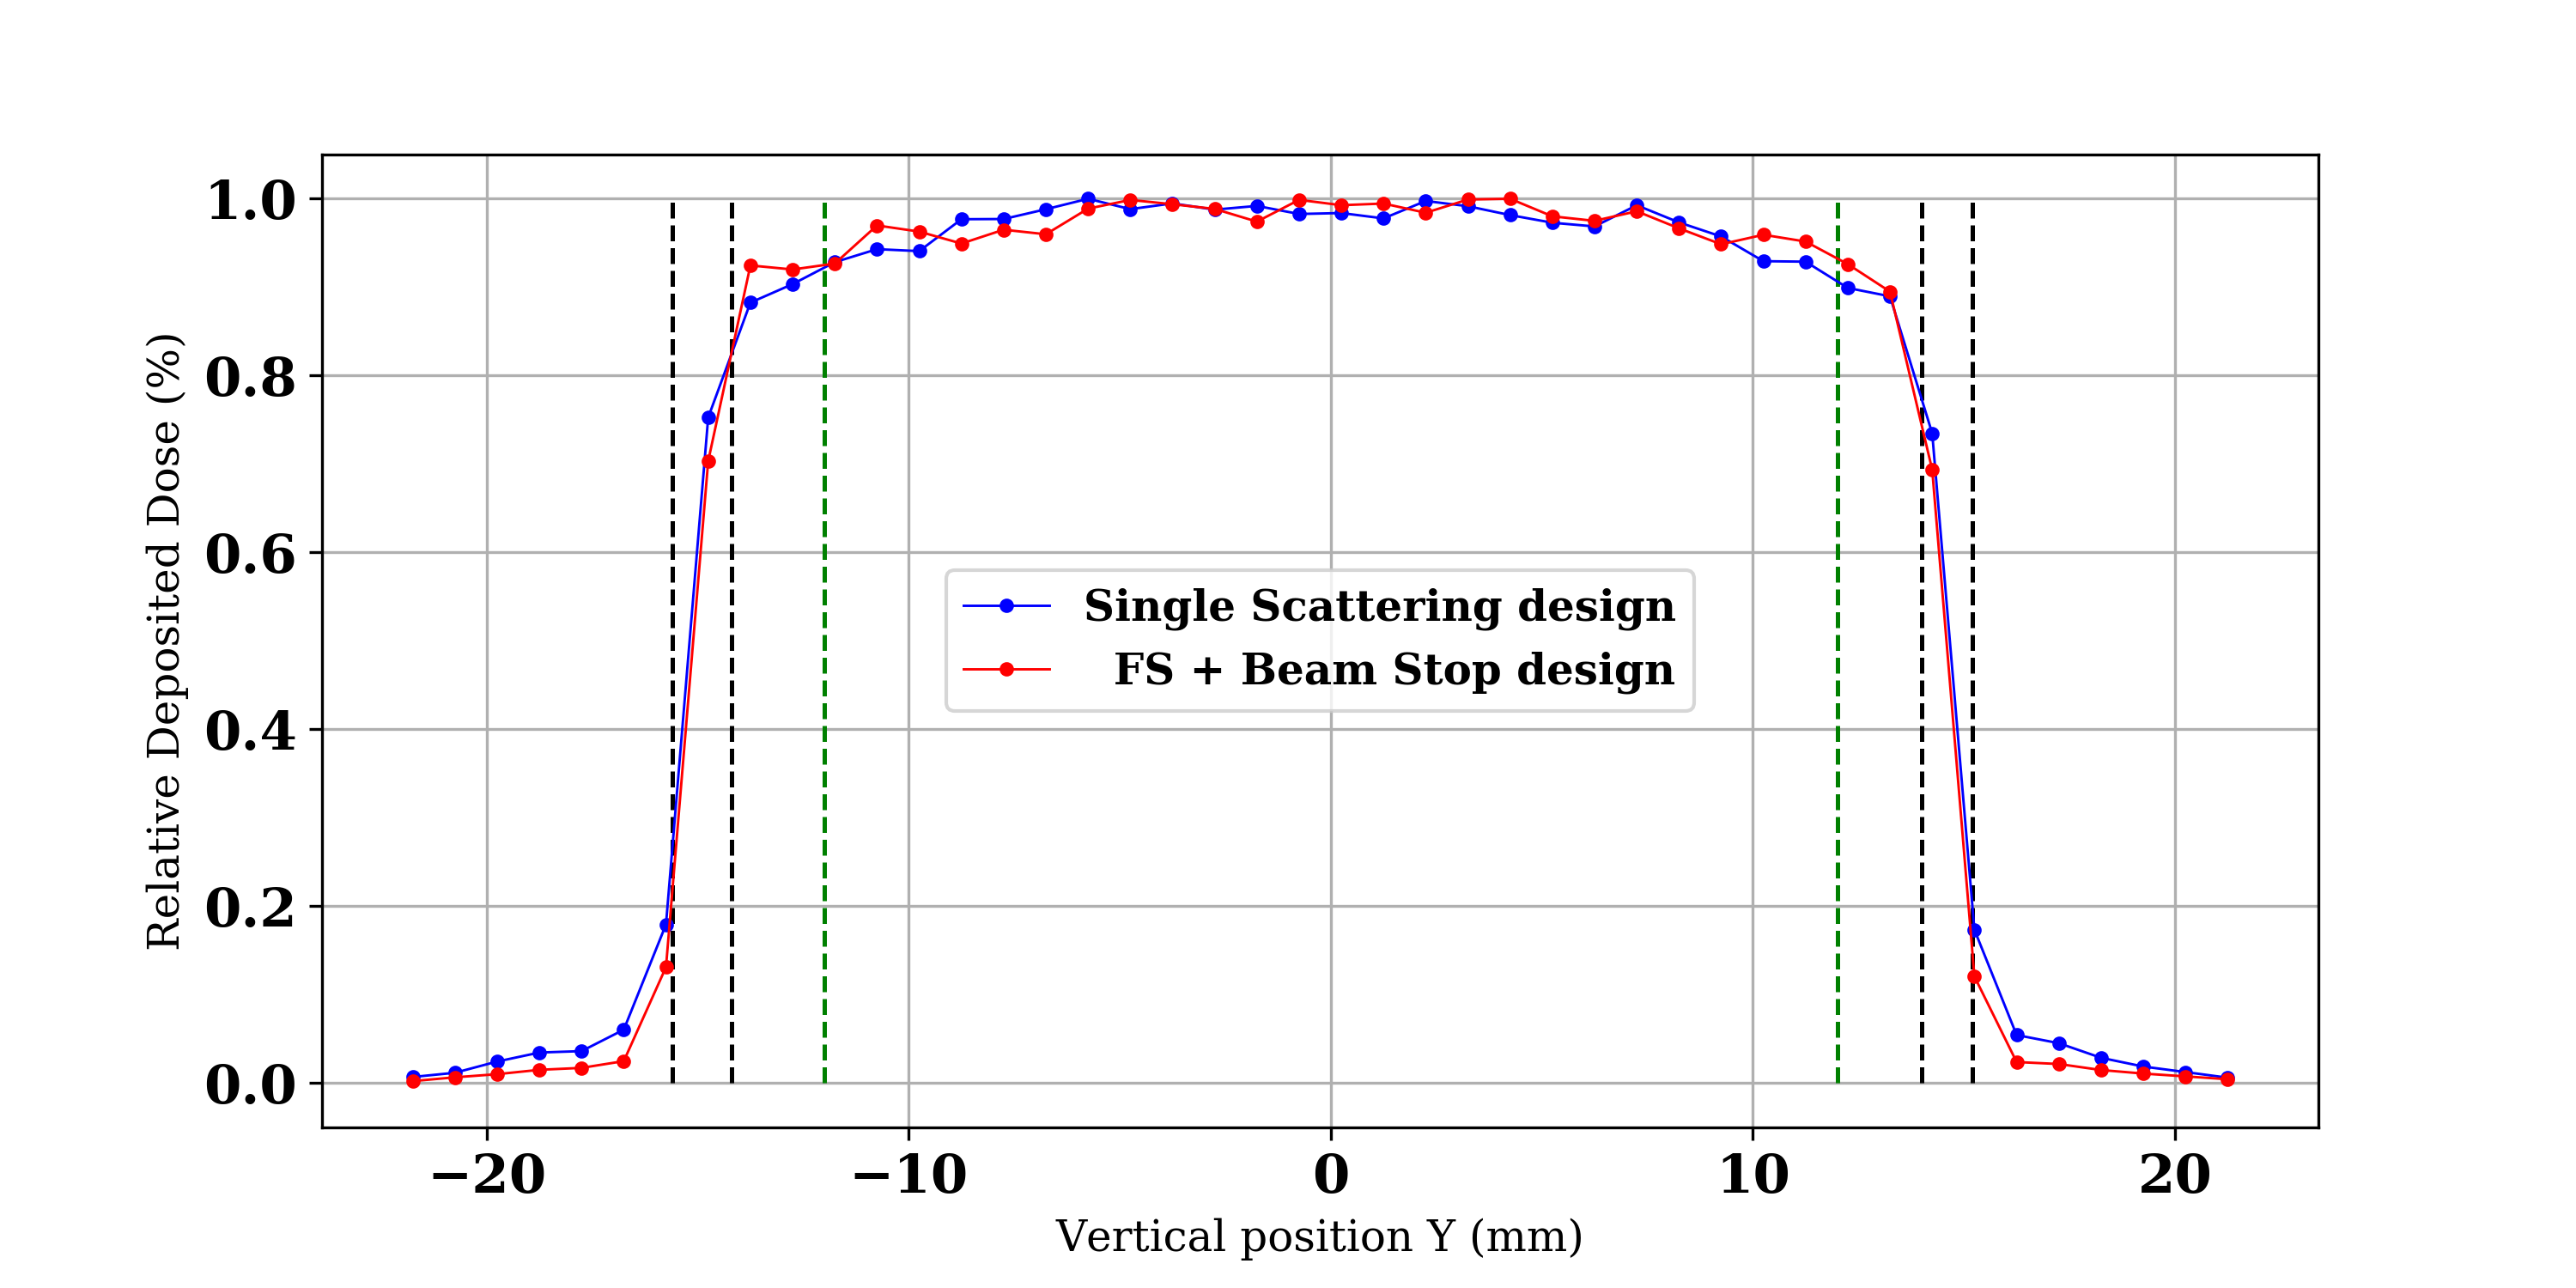 1.0
0.8
0.6
0.4
0.2
0.0
Relative Deposited Dose (%)
Single Scattering design
FS + Beam Stop design
−20 −10 0 10 20
Vertical position Y (mm)